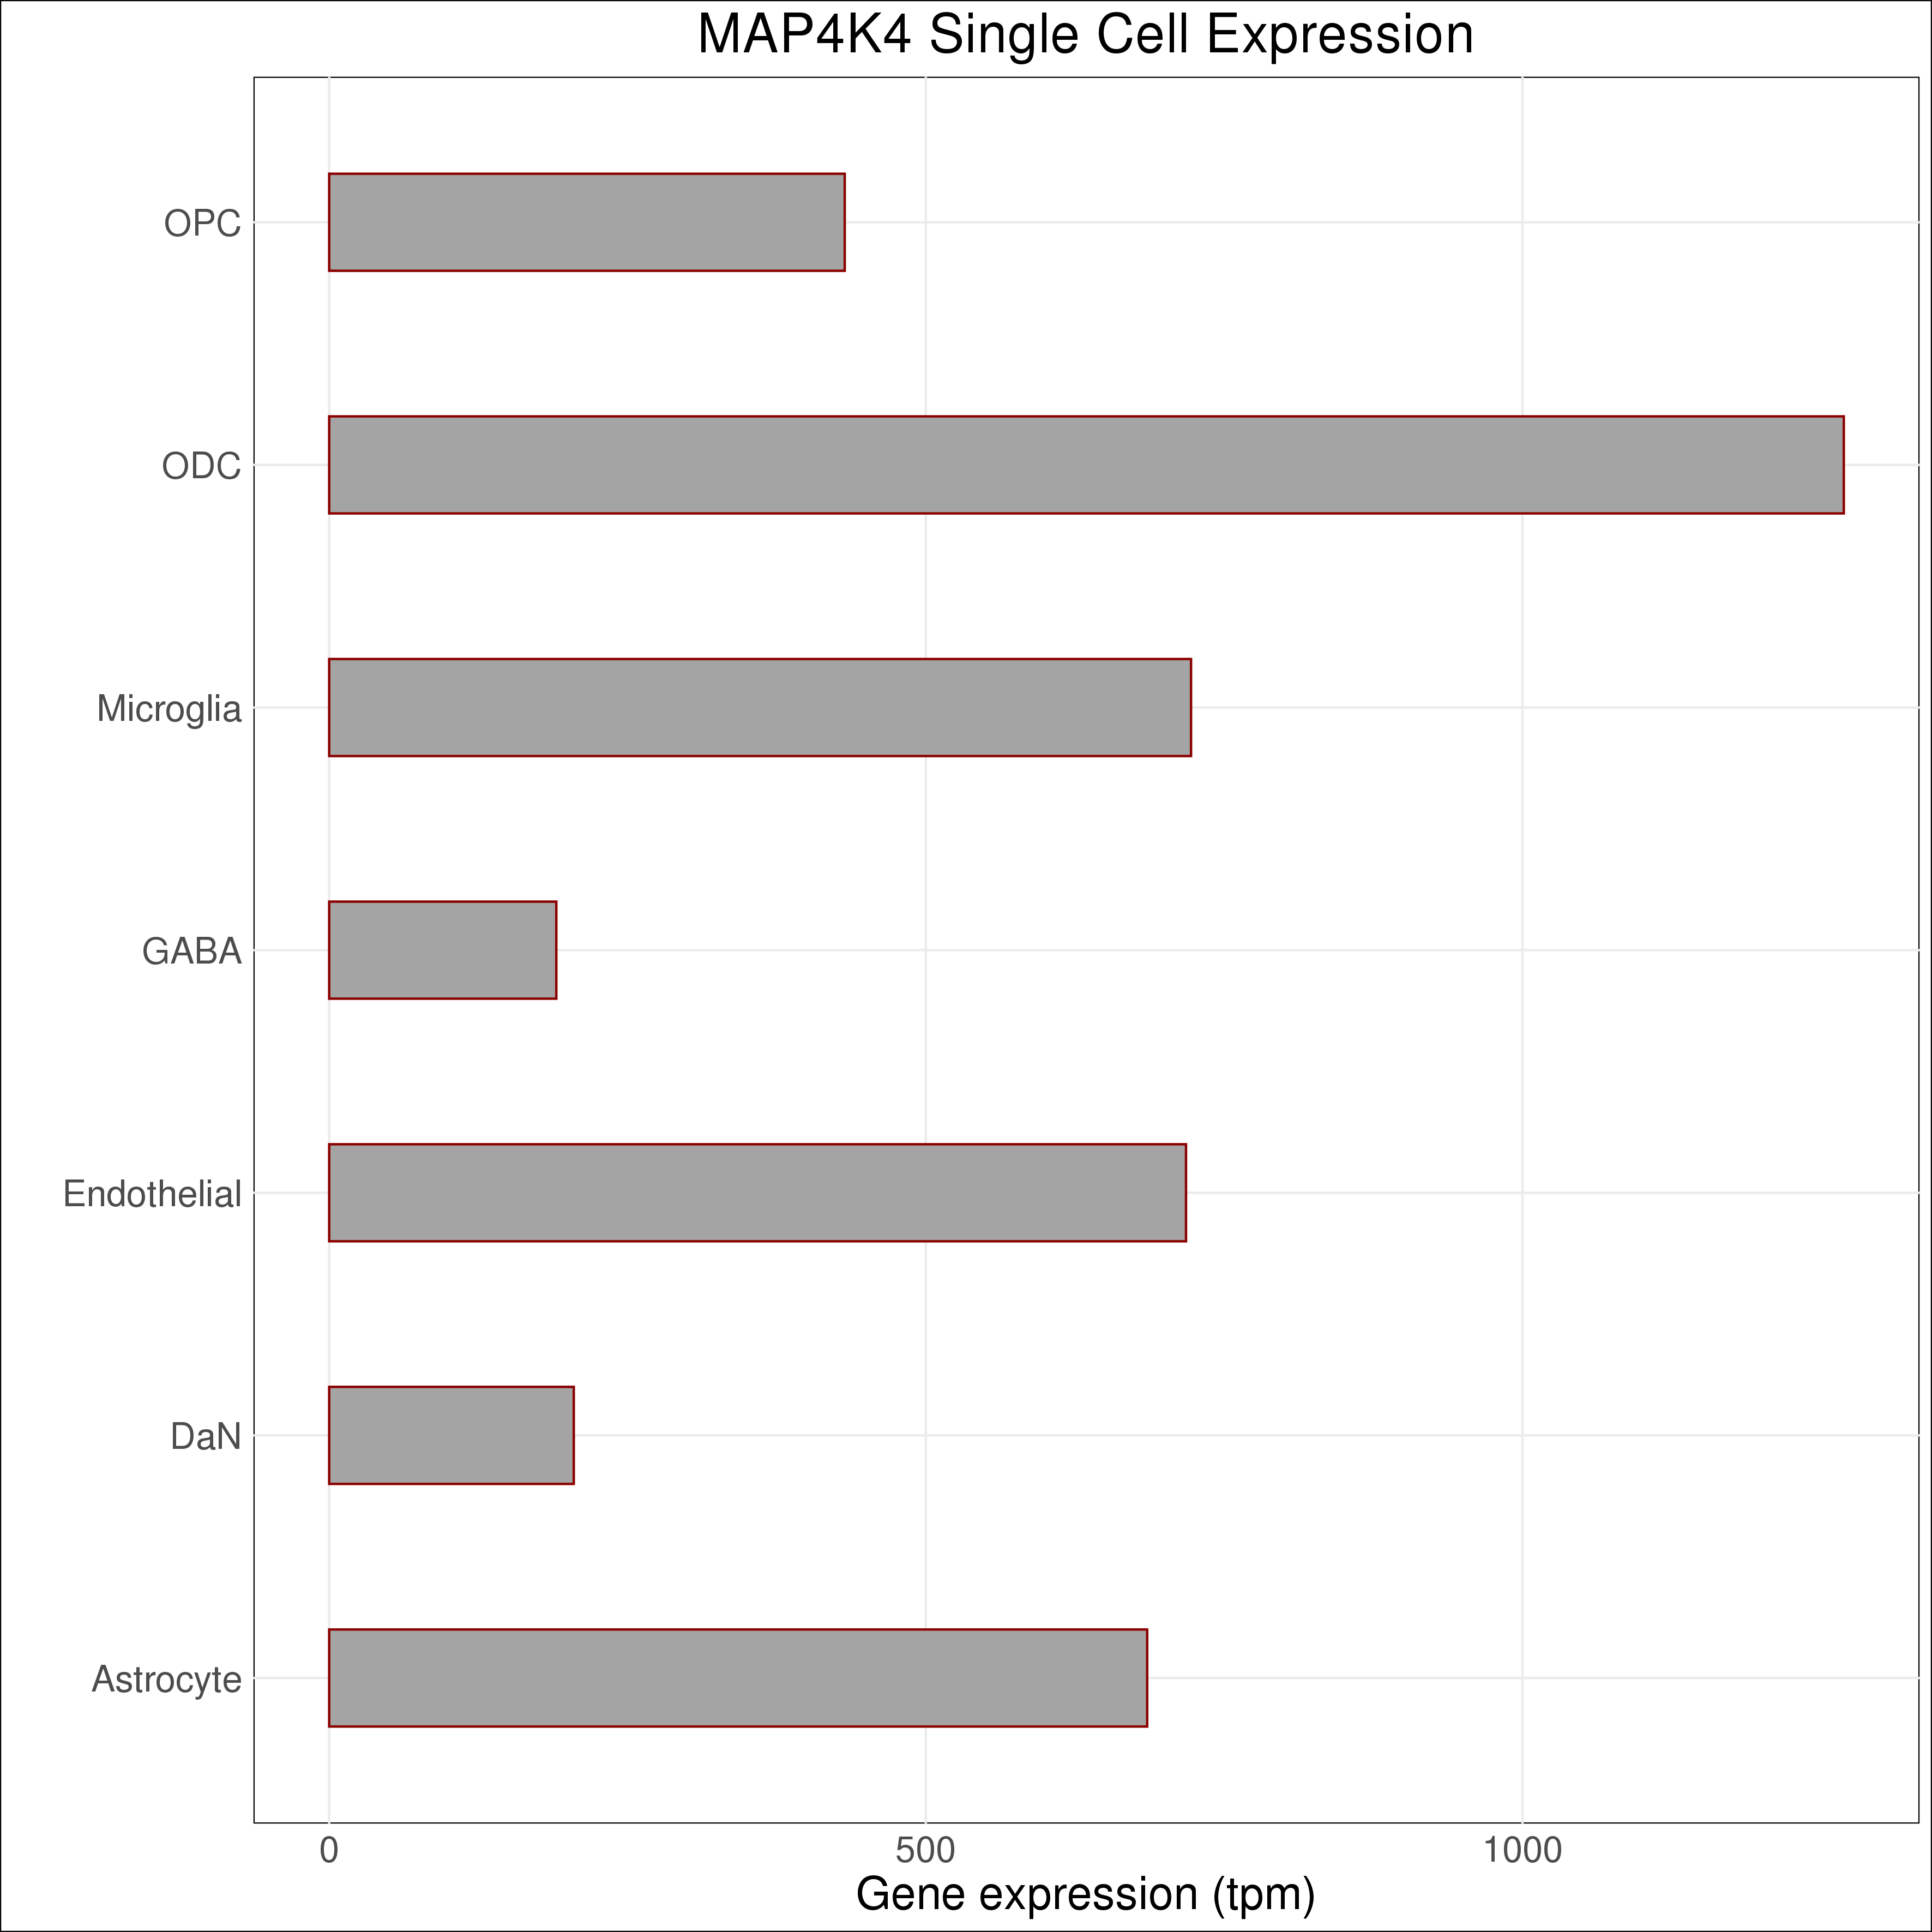 MAP4K4 Single Cell Expression
OPC
ODC
Microglia
GABA
Endothelial
DaN
Astrocyte
0 500 1000
Gene expression (tpm)